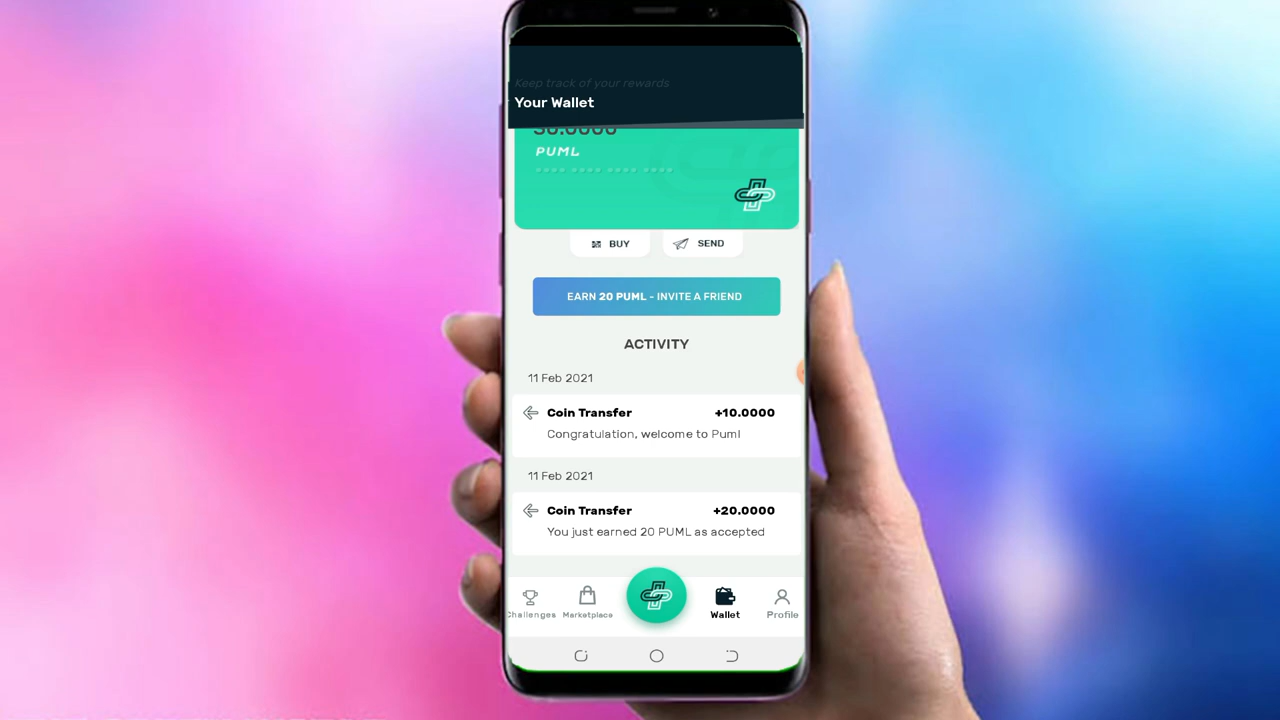 Keep track of your rewards
Your Wallet
30.0000
PUML
BUY
SEND
EARN 20 PUML - INVITE A FRIEND
ACTIVITY
11 Feb 2021
Coin Transfer +10.0000
Congratulation, welcome to Puml
11 Feb 2021
Coin Transfer +20.0000
You just earned 20 PUML as accepted
Challenges Marketplace Wallet Profile